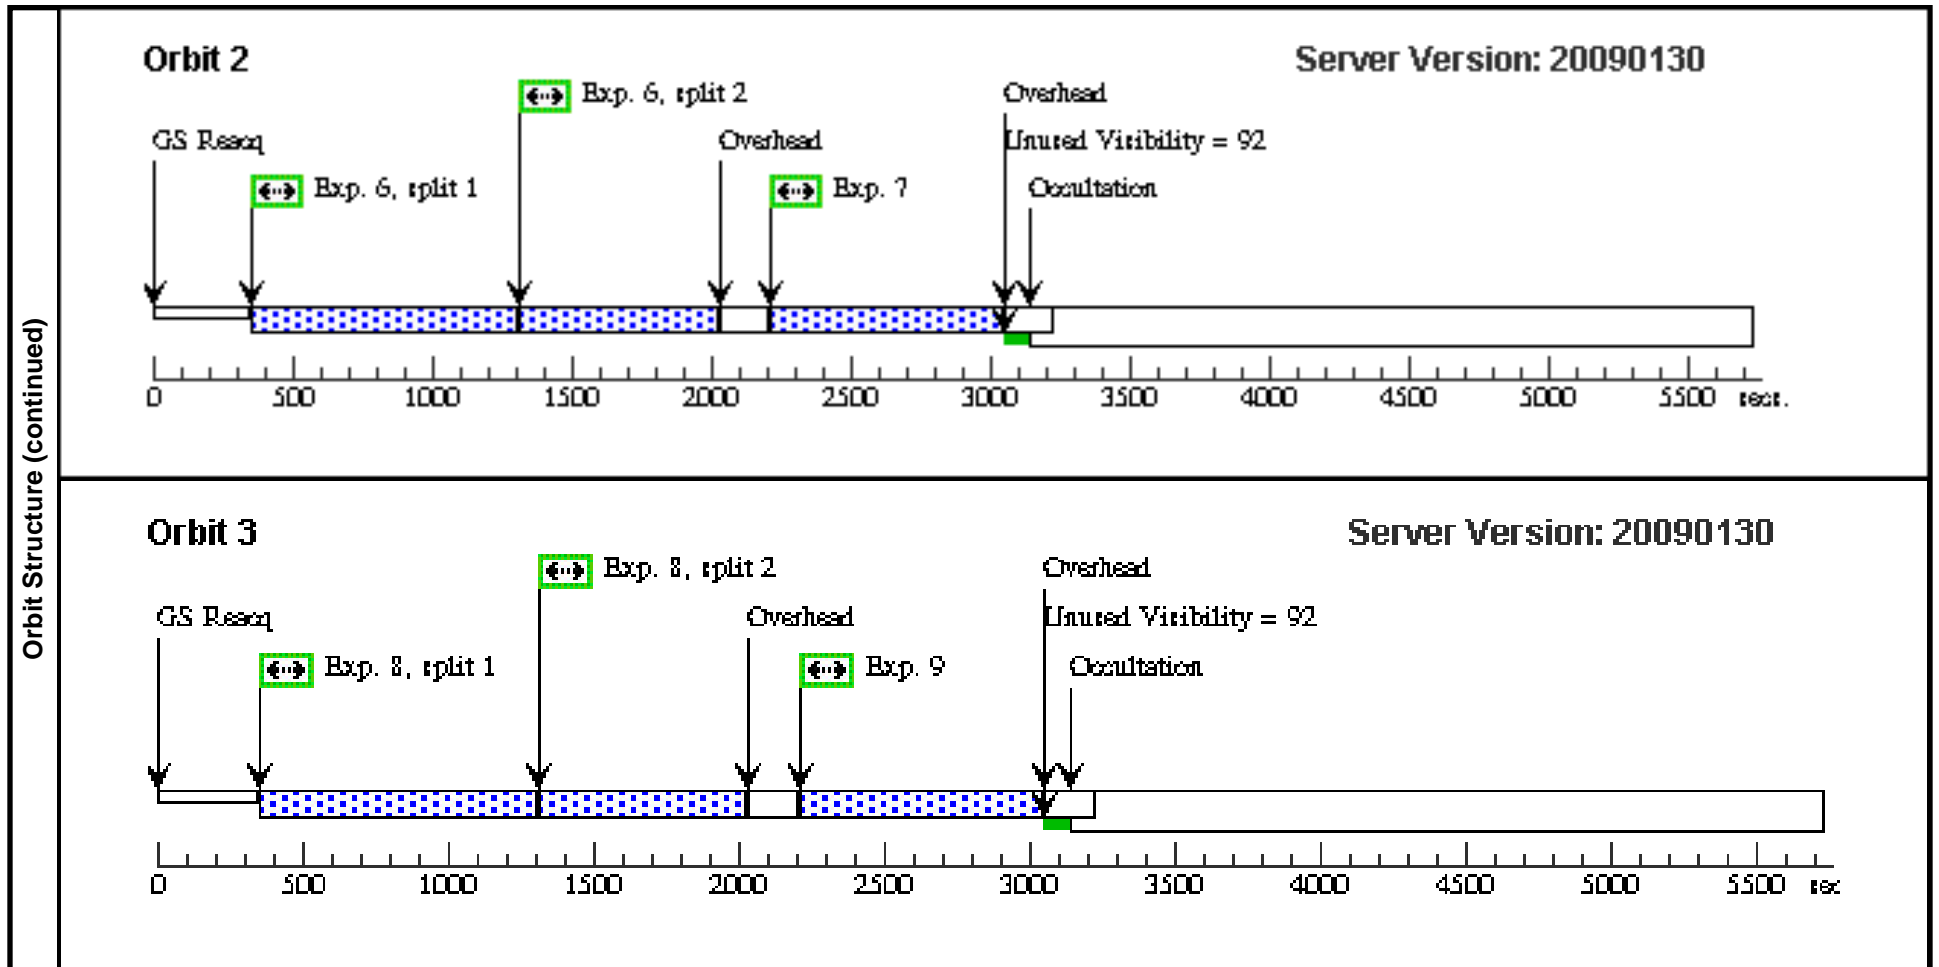 Orbit Structure (continued)
Orbit 2
Server Version: 20090130
Exp. 6, split 2
Overhead
GS Reacq
Overhead
Unused Visibility = 92
Exp. 6, split 1
Exp. 7
Occultation
0 500 1000 1500 2000 2500 3000 3500 4000 4500 5000 5500 secs.
Orbit 3
Server Version: 20090130
Exp. 8, split 2
Overhead
GS Reacq
Overhead
Unused Visibility = 92
Exp. 8, split 1
Exp. 9
Occultation
0 500 1000 1500 2000 2500 3000 3500 4000 4500 5000 5500 sec